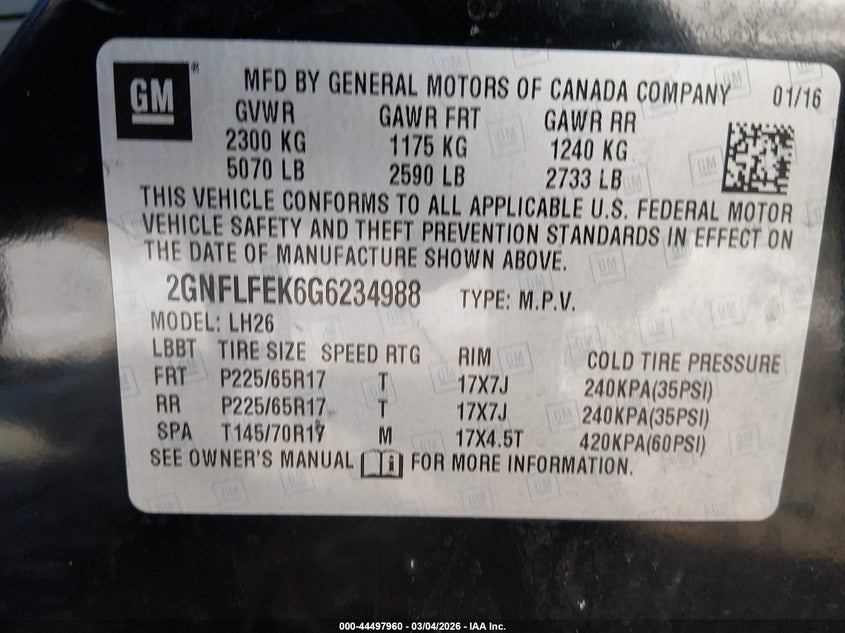 GM ®
MFD BY GENERAL MOTORS OF CANADA COMPANY 01/16
GVWR GAWR FRT GAWR RR
2300 KG 1175 KG 1240 KG
5070 LB 2590 LB 2733 LB
THIS VEHICLE CONFORMS TO ALL APPLICABLE U.S. FEDERAL MOTOR
VEHICLE SAFETY AND THEFT PREVENTION STANDARDS IN EFFECT ON
THE DATE OF MANUFACTURE SHOWN ABOVE.
2GNFLFEK6G6234988 TYPE: M.P.V.
MODEL: LH26
LBBT TIRE SIZE SPEED RTG RIM COLD TIRE PRESSURE
FRT P225/65R17 T 17X7J 240KPA(35PSI)
RR P225/65R17 T 17X7J 240KPA(35PSI)
SPA T145/70R17 M 17X4.5T 420KPA(60PSI)
SEE OWNER'S MANUAL i FOR MORE INFORMATION.
000-44497960 - 03/04/2026 - IAA Inc.